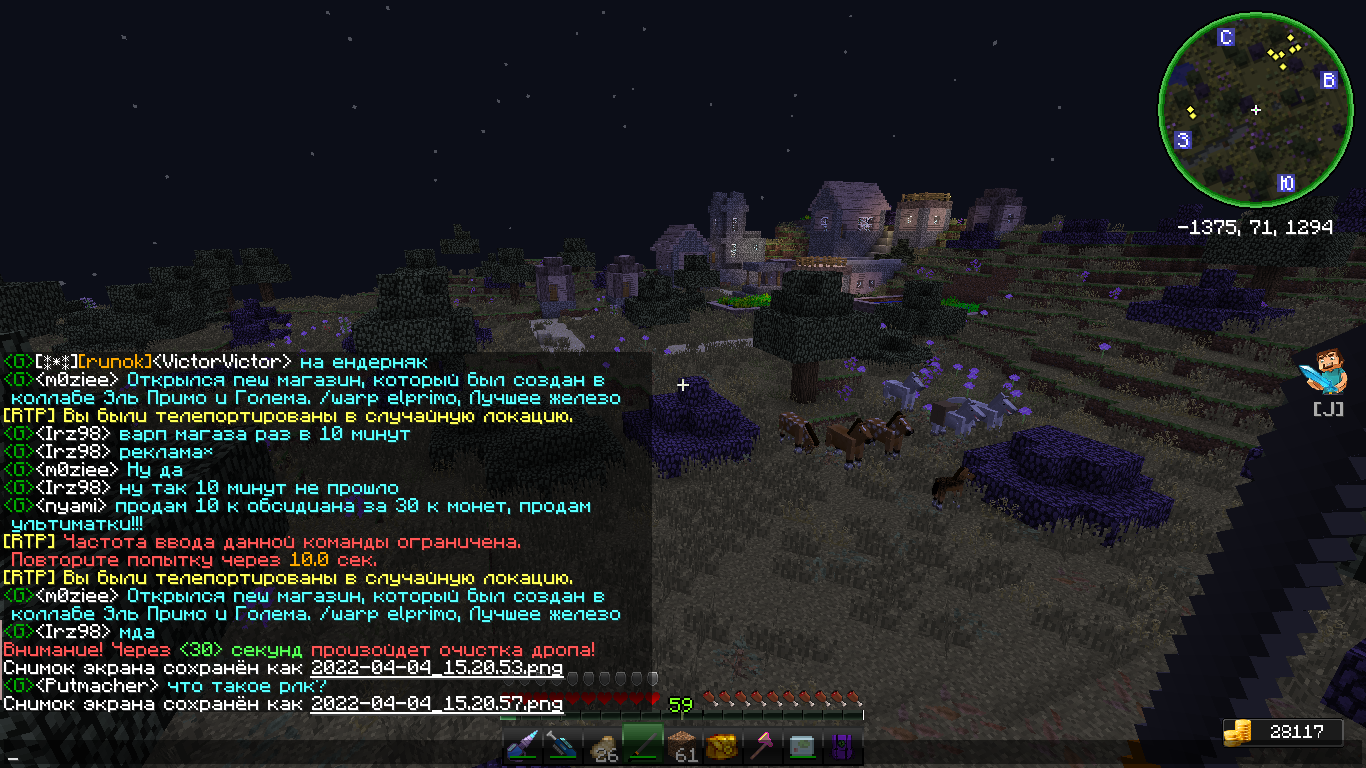 С
В
З
Ю
-1375, 71, 1294
<G>[⁂][runok]<VictorVictor> на ендерняк
<G><m0ziee> Открылся new магазин, который был создан в
коллабе Эль Примо и Голема. /warp elprimo, Лучшее железо
[RTP] Вы были телепортированы в случайную локацию.
<G><Irz98> варп магаза раз в 10 минут
<G><Irz98> реклама×
<G><m0ziee> Ну да
<G><Irz98> ну так 10 минут не прошло
<G><nyami> продам 10 к обсидиана за 30 к монет, продам
ультиматки!!!
[RTP] Частота ввода данной команды ограничена.
Повторите попытку через 10.0 сек.
[RTP] Вы были телепортированы в случайную локацию.
<G><m0ziee> Открылся new магазин, который был создан в
коллабе Эль Примо и Голема. /warp elprimo, Лучшее железо
<G><Irz98> мда
Внимание! Через <30> секунд произойдет очистка дропа!
Снимок экрана сохранён как 2022-04-04_15.20.53.png
<G><Putmacher> что такое рлк?
Снимок экрана сохранён как 2022-04-04_15.20.57.png
[J]
59
26
61
28117
_